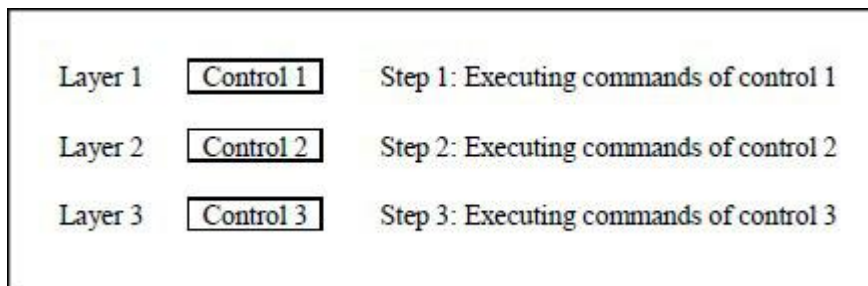 Layer 1 Control 1 Step 1: Executing commands of control 1
Layer 2 Control 2 Step 2: Executing commands of control 2
Layer 3 Control 3 Step 3: Executing commands of control 3